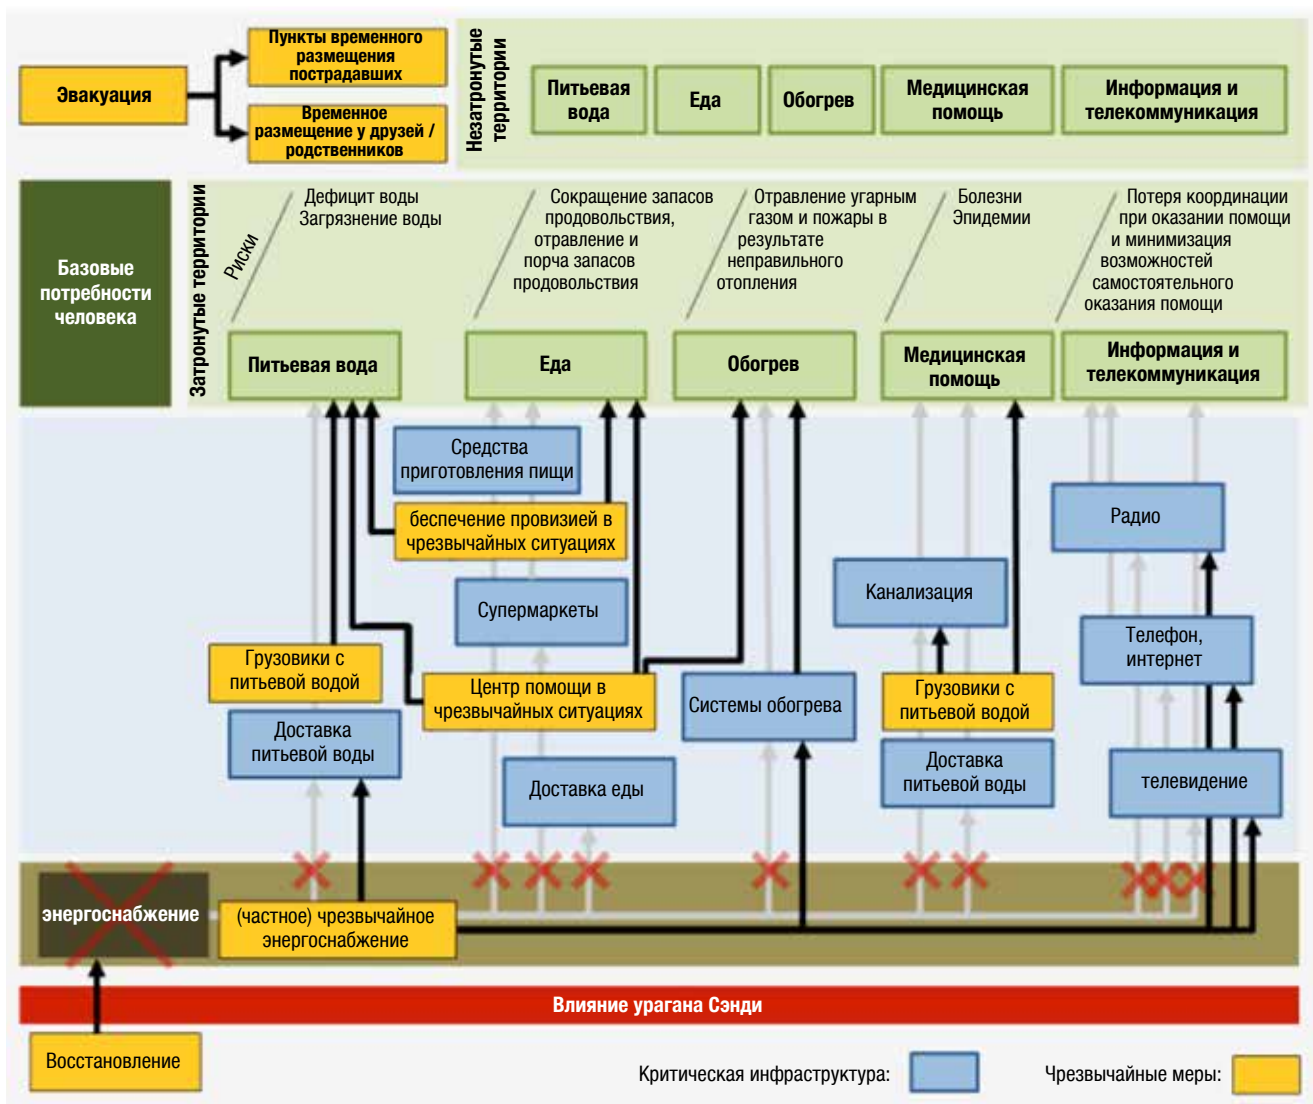 Эвакуация
Пункты временного
размещения
пострадавших
Временное
размещение у друзей /
родственников
Незатронутые
территории
Питьевая
вода
Еда
Обогрев
Медицинская
помощь
Информация и
телекоммуникация
Базовые
потребности
человека
Затронутые территории
Риски
Дефицит воды
Загрязнение воды
Сокращение запасов
продовольствия,
отравление и
порча запасов
продовольствия
Отравление угарным
газом и пожары в
результате
неправильного
отопления
Болезни
Эпидемии
Потеря координации
при оказании помощи
и минимизация
возможностей
самостоятельного
оказания помощи
Питьевая вода
Еда
Обогрев
Медицинская
помощь
Информация и
телекоммуникация
Средства
приготовления пищи
беспечение провизией в
чрезвычайных ситуациях
Радио
Супермаркеты
Канализация
Телефон,
интернет
Грузовики с
питьевой водой
Центр помощи в
чрезвычайных ситуациях
Системы обогрева
Грузовики с
питьевой водой
Доставка
питьевой воды
Доставка еды
Доставка
питьевой воды
телевидение
энергоснабжение
(частное) чрезвычайное
энергоснабжение
Влияние урагана Сэнди
Восстановление
Критическая инфраструктура:
Чрезвычайные меры: